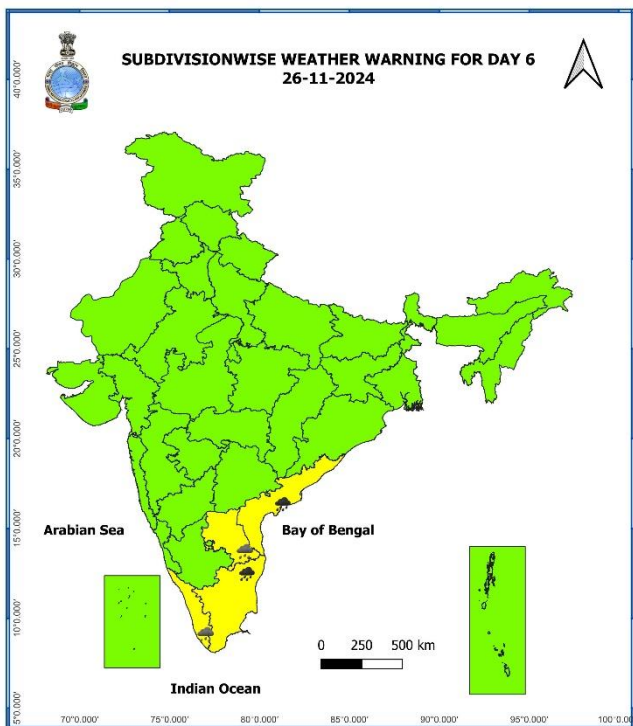 SUBDIVISIONWISE WEATHER WARNING FOR DAY 6
26-11-2024
40°0.000'
35°0.000'
30°0.000'
25°0.000'
20°0.000'
15°0.000'
10°0.000'
5°0.000'
Arabian Sea
Bay of Bengal
0 250 500 km
Indian Ocean
70°0.000' 75°0.000' 80°0.000' 85°0.000' 90°0.000' 95°0.000' 100°0.0